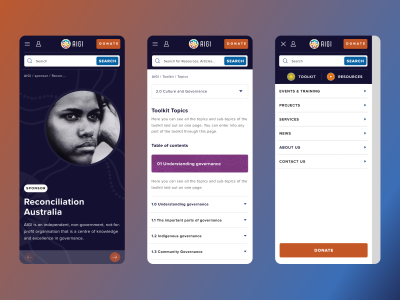 AIGI
DONATE
Search
SEARCH
AIGI / sponsor / Recon ...
SPONSOR
Reconciliation
Australia
AIGI is an independent, non-government, not-for-
profit organisation that is a centre of knowledge
and excellence in governance.
AIGI
DONATE
Search for Resources, Articles...
SEARCH
AIGI / Toolkit / Topics
2.0 Culture and Governance
Toolkit Topics
Here you can see all the topics and sub topics of the
toolkit laid out on one page. You can enter into any
part of the toolkit through this page.
Table of contents
01 Understanding governance
Here you can see all the topics and sub topics of the
toolkit laid out on one page.
1.0 Understanding governance
1.1 The important parts of governance
1.2 Indigenous governance
1.3 Community Governance
AIGI
DONATE
Search
SEARCH
TOOLKIT
RESOURCES
EVENTS & TRAINING
PROJECTS
SERVICES
NEWS
ABOUT US
CONTACT US
DONATE